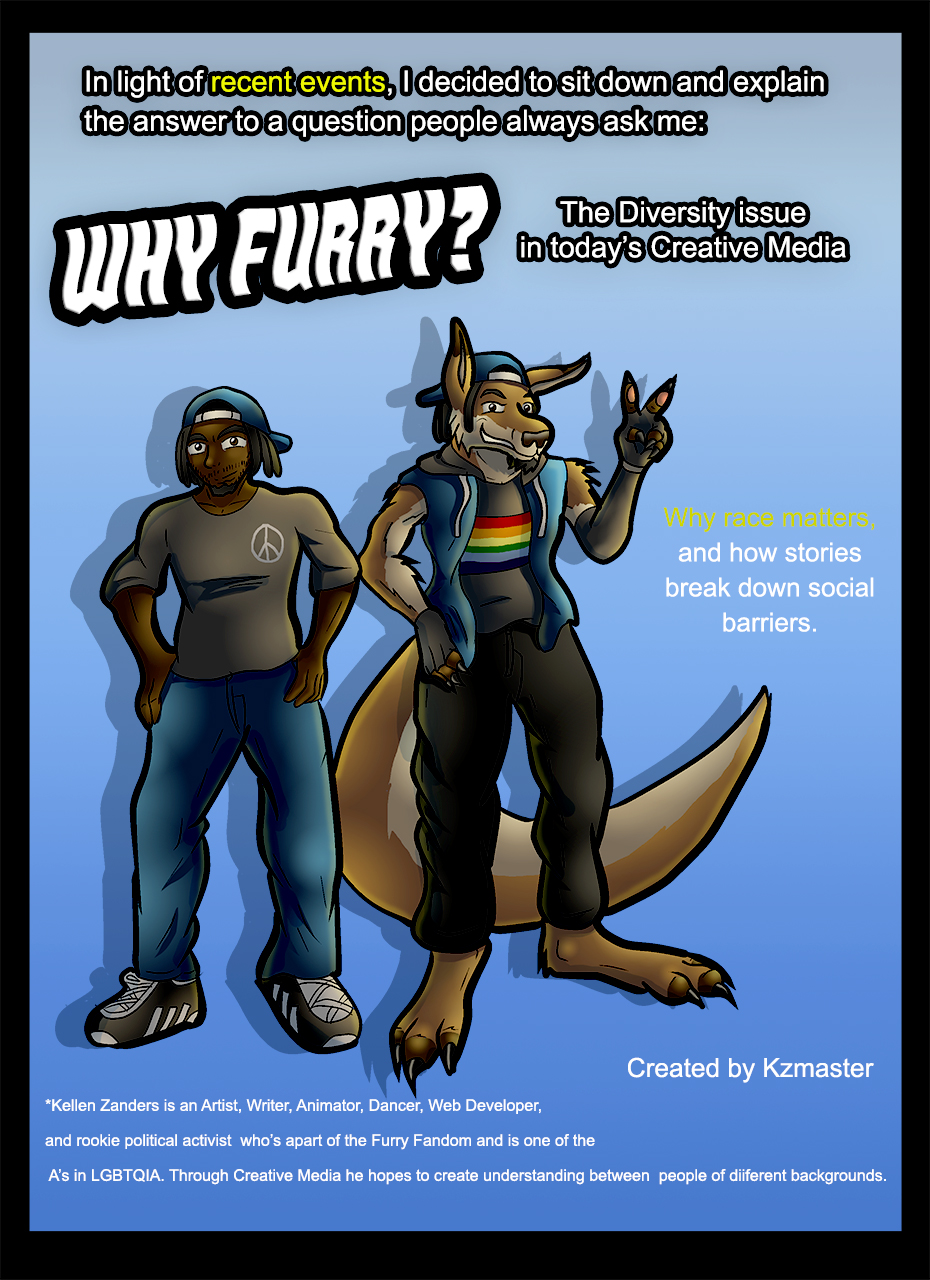 In light of recent events, I decided to sit down and explain
the answer to a question people always ask me:
WHY FURRY?
The Diversity issue
in today's Creative Media
Why race matters,
and how stories
break down social
barriers.
Created by Kzmaster
*Kellen Zanders is an Artist, Writer, Animator, Dancer, Web Developer,
and rookie political activist who's apart of the Furry Fandom and is one of the
A's in LGBTQIA. Through Creative Media he hopes to create understanding between people of diiferent backgrounds.